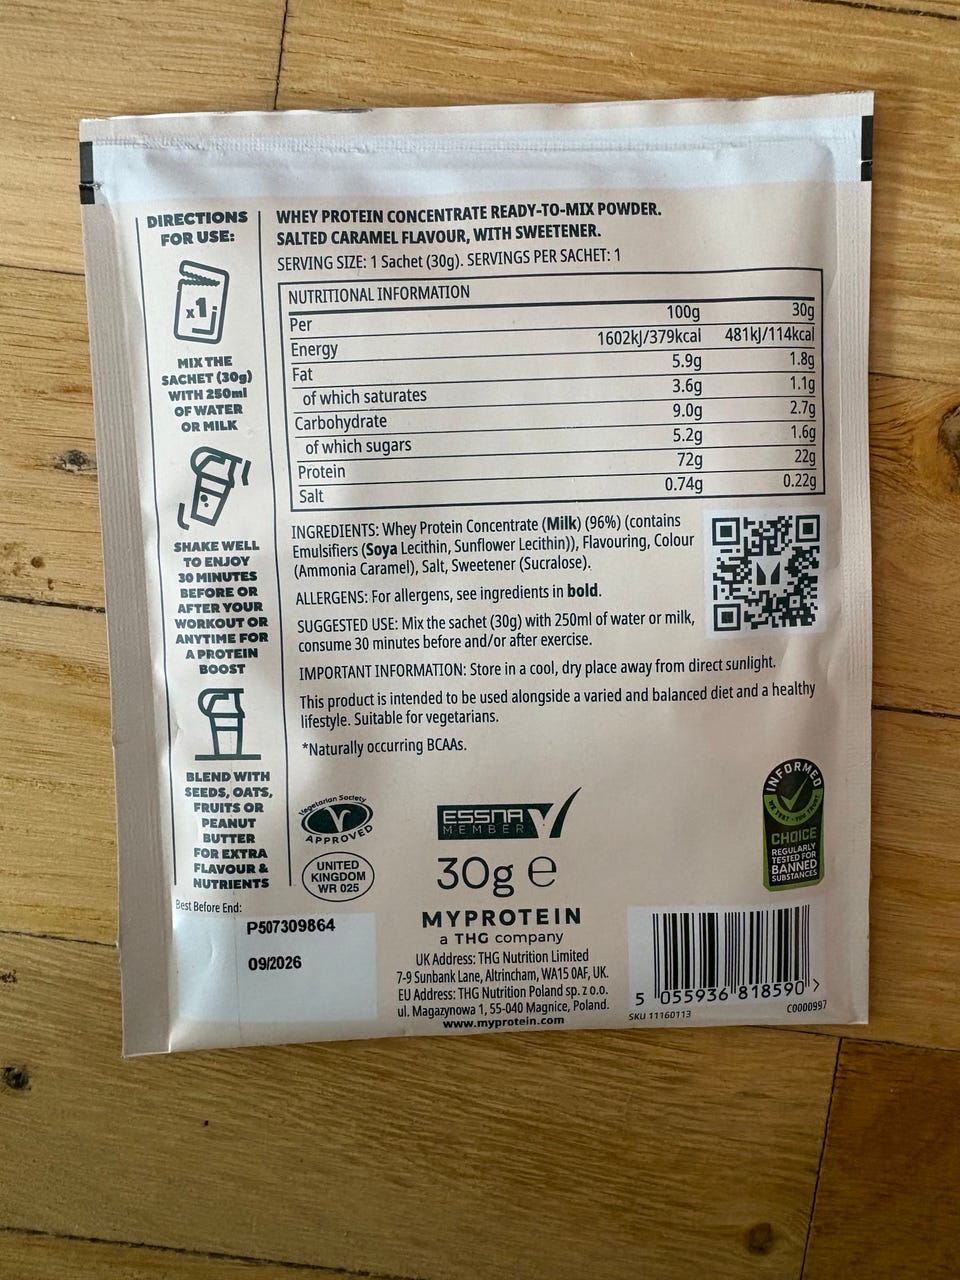 DIRECTIONS
FOR USE:
x1
MIX THE
SACHET (30g)
WITH 250ml
OF WATER
OR MILK
SHAKE WELL
TO ENJOY
30 MINUTES
BEFORE OR
AFTER YOUR
WORKOUT OR
ANYTIME FOR
A PROTEIN
BOOST
BLEND WITH
SEEDS, OATS,
FRUITS OR
PEANUT
BUTTER
FOR EXTRA
FLAVOUR &
NUTRIENTS
WHEY PROTEIN CONCENTRATE READY-TO-MIX POWDER.
SALTED CARAMEL FLAVOUR, WITH SWEETENER.
SERVING SIZE: 1 Sachet (30g). SERVINGS PER SACHET: 1
NUTRITIONAL INFORMATION
Per 100g 30g
Energy 1602kJ/379kcal 481kJ/114kcal
Fat 5.9g 1.8g
of which saturates 3.6g 1.1g
Carbohydrate 9.0g 2.7g
of which sugars 5.2g 1.6g
Protein 72g 22g
Salt 0.74g 0.22g
INGREDIENTS: Whey Protein Concentrate (Milk) (96%) (contains
Emulsifiers (Soya Lecithin, Sunflower Lecithin)), Flavouring, Colour
(Ammonia Caramel), Salt, Sweetener (Sucralose).
ALLERGENS: For allergens, see ingredients in bold.
SUGGESTED USE: Mix the sachet (30g) with 250ml of water or milk,
consume 30 minutes before and/or after exercise.
IMPORTANT INFORMATION: Store in a cool, dry place away from direct sunlight.
This product is intended to be used alongside a varied and balanced diet and a healthy
lifestyle. Suitable for vegetarians.
*Naturally occurring BCAAs.
Vegetarian Society
APPROVED
UNITED
KINGDOM
WR 025
ESSNA
MEMBER
30g e
MYPROTEIN
a THG company
UK Address: THG Nutrition Limited
7-9 Sunbank Lane, Altrincham, WA15 0AF, UK.
EU Address: THG Nutrition Poland sp. z o.o.
ul. Magazynowa 1, 55-040 Magnice, Poland.
www.myprotein.com
INFORMED
WE TEST • YOU TRUST
CHOICE
REGULARLY
TESTED FOR
BANNED
SUBSTANCES
Best Before End:
P507309864
09/2026
5 055936 818590 >
SKU 11160113
C0000997